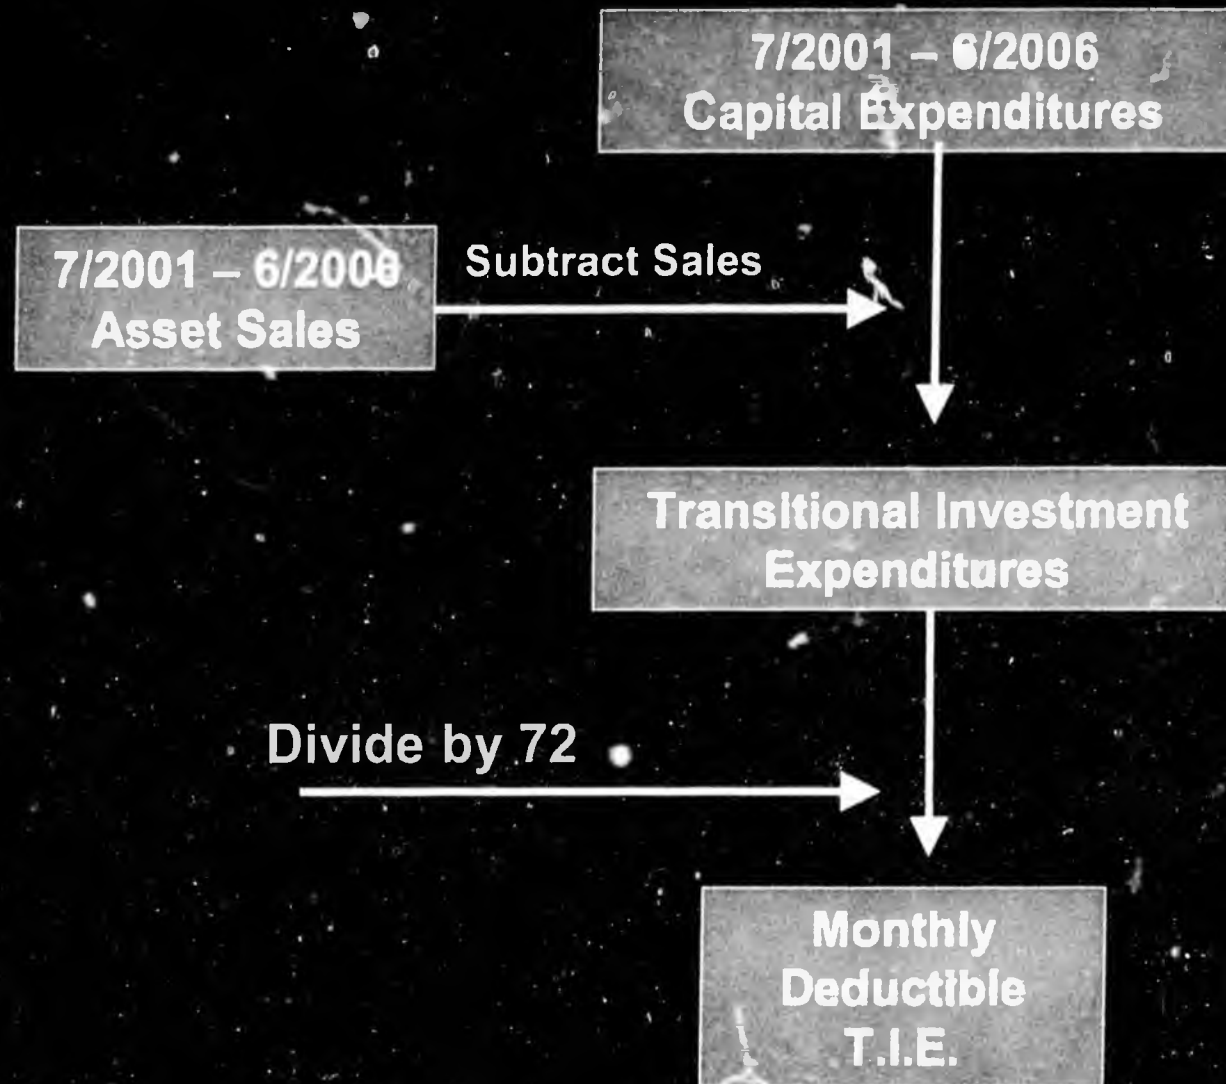 7/2001 – 6/2006
Capital Expenditures
7/2001 – 6/2006
Asset Sales
Subtract Sales
Transitional Investment
Expenditures
Divide by 72
Monthly
Deductible
T.I.E.